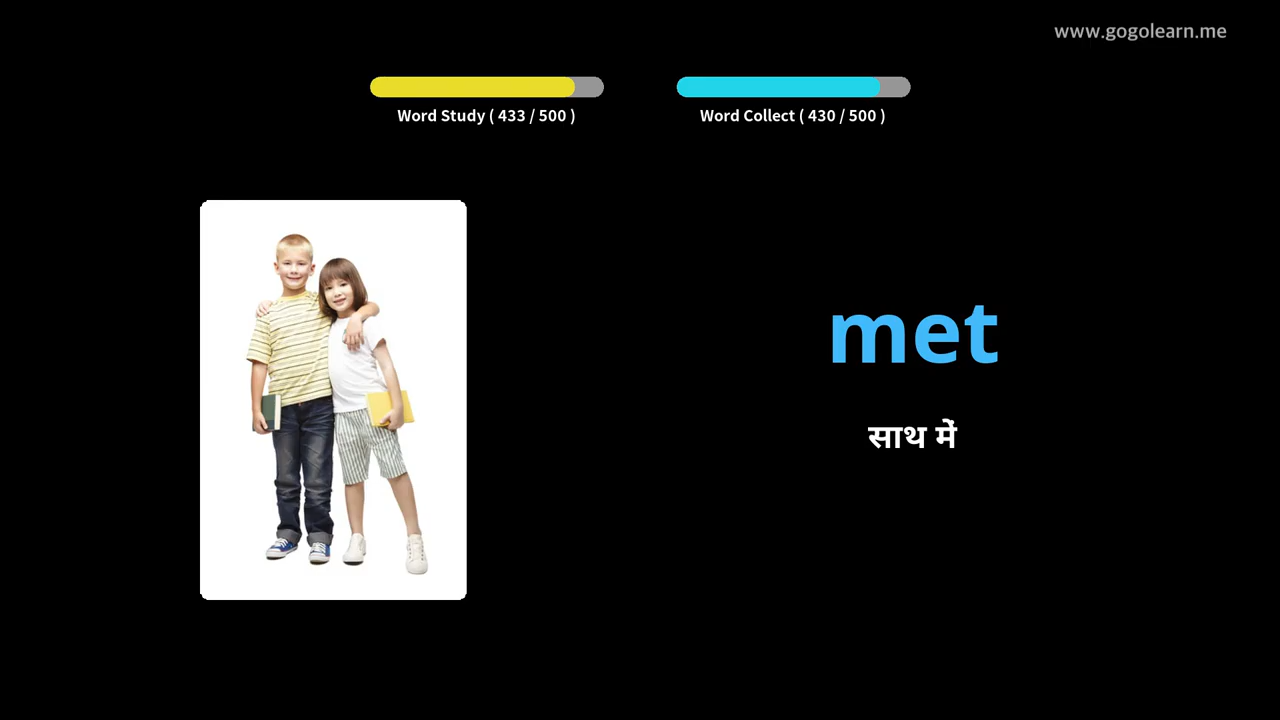 www.gogolearn.me
Word Study ( 433 / 500 )
Word Collect ( 430 / 500 )
met
साथ में